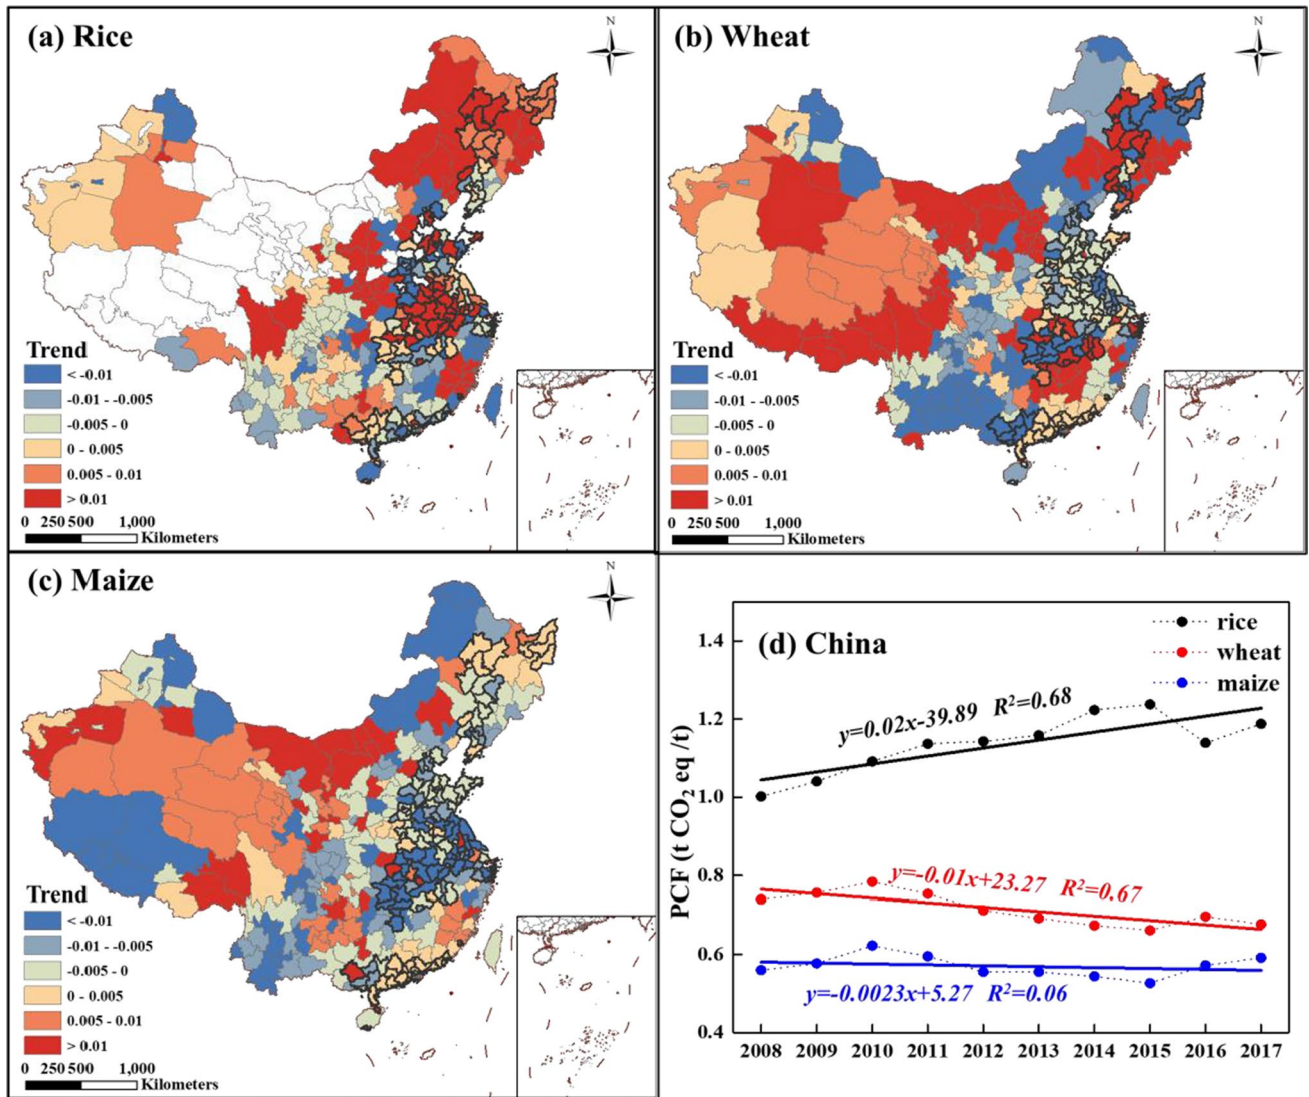 (a) Rice
N
Trend
< -0.01
-0.01 - -0.005
-0.005 - 0
0 - 0.005
0.005 - 0.01
> 0.01
0 250 500 1,000
Kilometers
(b) Wheat
N
Trend
< -0.01
-0.01 - -0.005
-0.005 - 0
0 - 0.005
0.005 - 0.01
> 0.01
0 250 500 1,000
Kilometers
(c) Maize
N
Trend
< -0.01
-0.01 - -0.005
-0.005 - 0
0 - 0.005
0.005 - 0.01
> 0.01
0 250 500 1,000
Kilometers
(d) China
rice
wheat
maize
y=0.02x-39.89 R²=0.68
y=-0.01x+23.27 R²=0.67
y=-0.0023x+5.27 R²=0.06
PCF (t CO₂ eq /t)
1.4
1.2
1.0
0.8
0.6
0.4
2008 2009 2010 2011 2012 2013 2014 2015 2016 2017